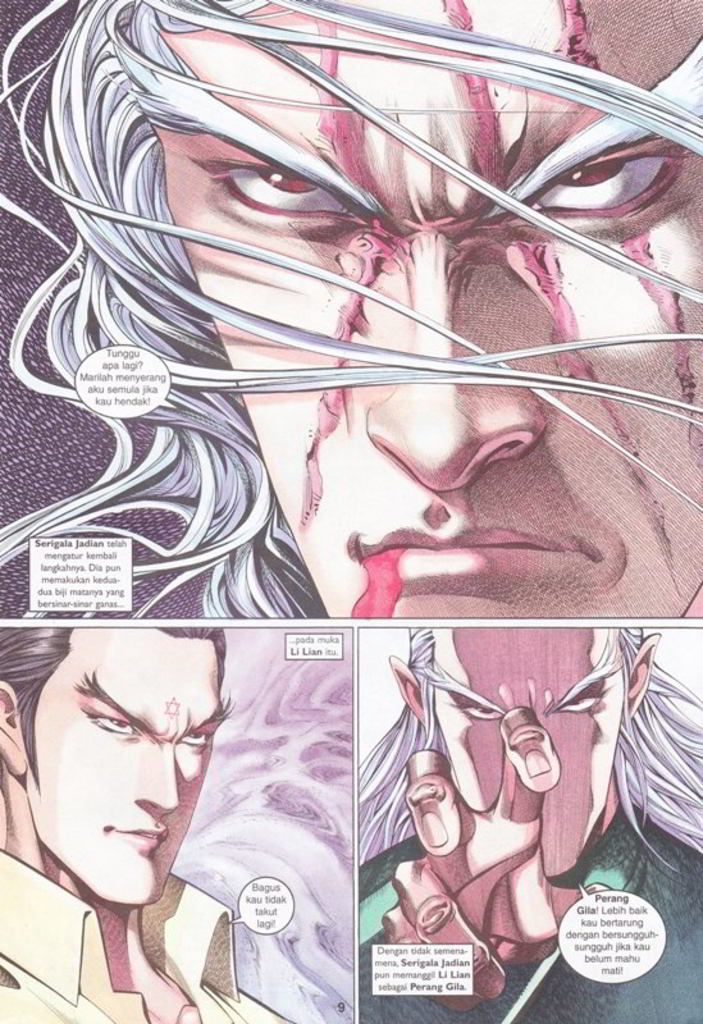 Tunggu
apa lagi?
Marilah menyerang
aku semula jika
kau hendak!
Serigala Jadian telah
mengatur kembali
langkahnya. Dia pun
memakukan kedua-
dua biji matanya yang
bersinar-sinar ganas...
...pada muka
Li Lian itu.
Bagus
kau tidak
takut
lagi!
Perang
Gila! Lebih baik
kau bertarung
dengan bersungguh-
sungguh jika kau
belum mahu
mati!
Dengan tidak semena-
mena, Serigala Jadian
pun memanggil Li Lian
sebagai Perang Gila.
9